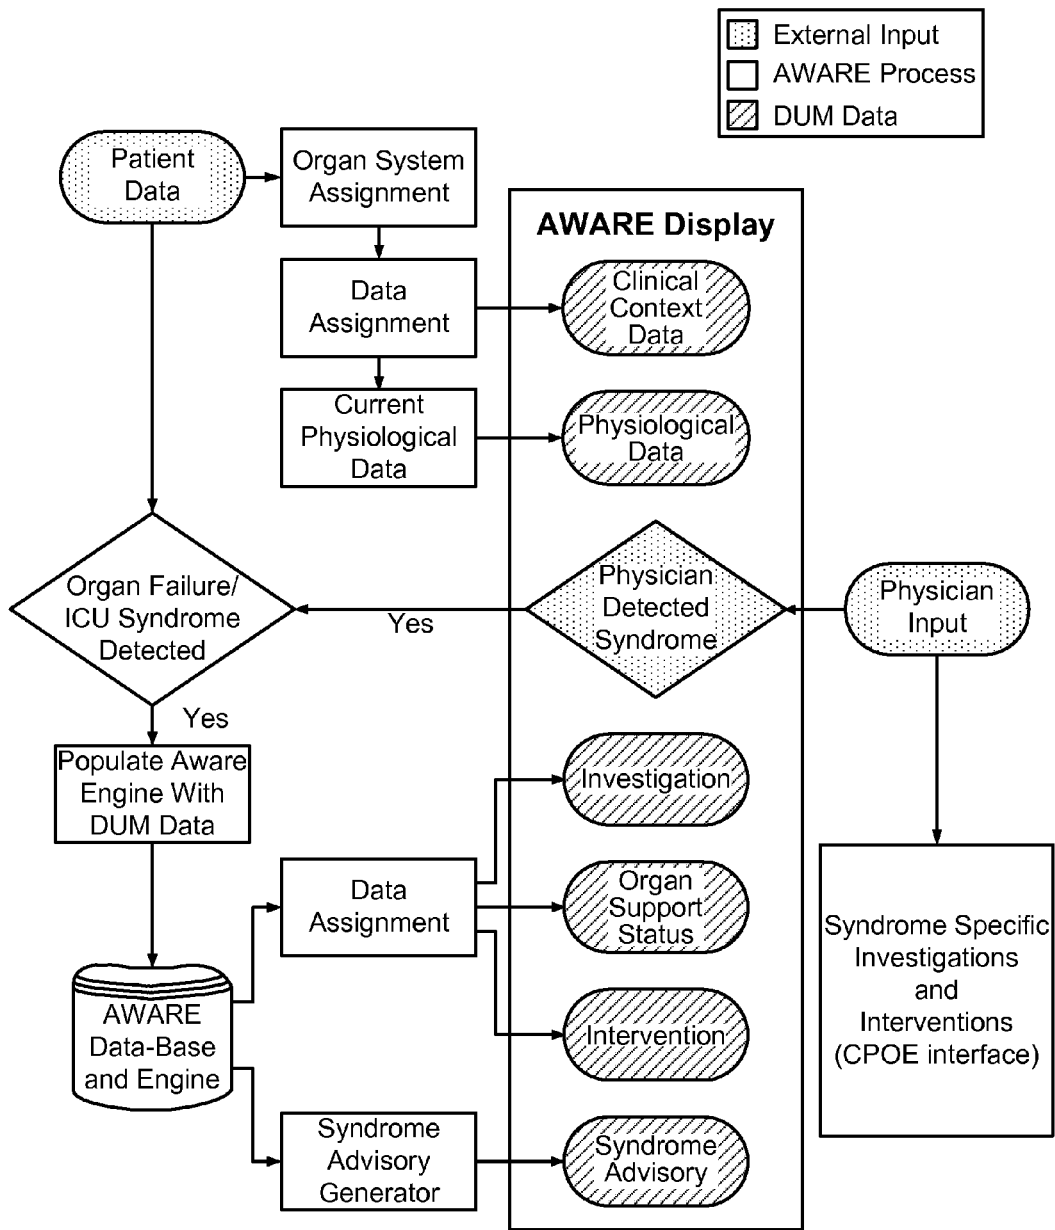 External Input
AWARE Process
DUM Data
Patient
Data
Organ System
Assignment
AWARE Display
Data
Assignment
Clinical
Context
Data
Current
Physiological
Data
Physiological
Data
Organ Failure/
ICU Syndrome
Detected
Yes
Physician
Detected
Syndrome
Physician
Input
Yes
Populate Aware
Engine With
DUM Data
Investigation
Data
Assignment
Organ
Support
Status
Syndrome Specific
Investigations
and
Interventions
(CPOE interface)
AWARE
Data-Base
and Engine
Intervention
Syndrome
Advisory
Generator
Syndrome
Advisory